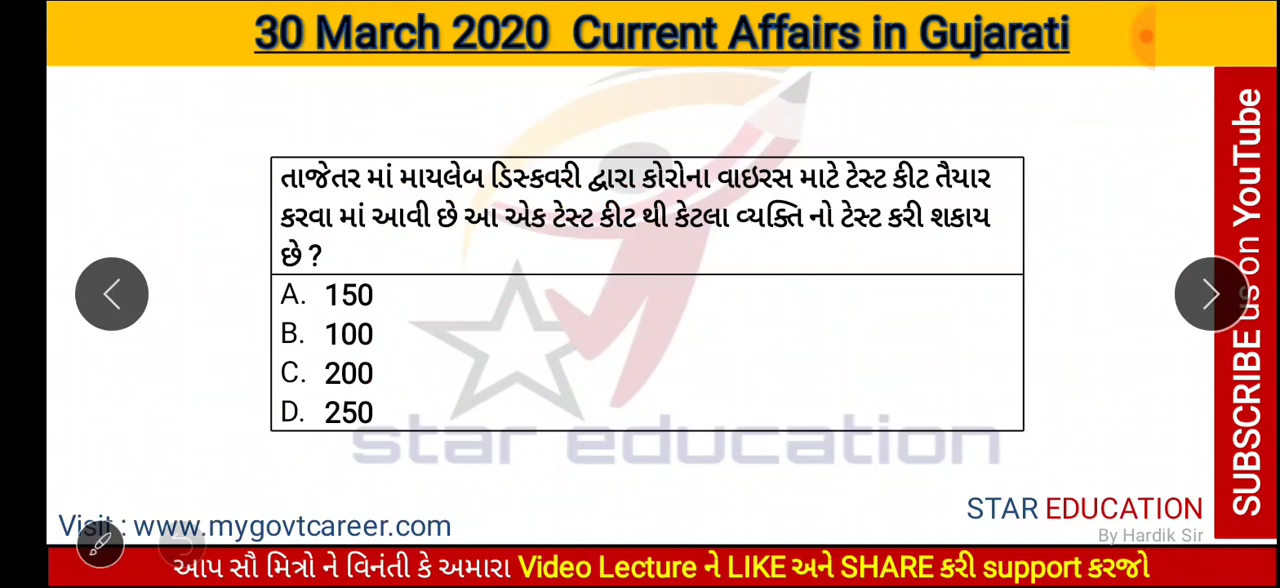 30 March 2020 Current Affairs in Gujarati
તાજેતર માં માયલેબ ડિસ્કવરી દ્વારા કોરોના વાઇરસ માટે ટેસ્ટ કીટ તૈયાર
કરવા માં આવી છે આ એક ટેસ્ટ કીટ થી કેટલા વ્યક્તિ નો ટેસ્ટ કરી શકાય
છે ?
A. 150
B. 100
C. 200
D. 250
star education
SUBSCRIBE us on YouTube
STAR EDUCATION
By Hardik Sir
Visit : www.mygovtcareer.com
આપ સૌ મિત્રો ને વિનંતી કે અમારા Video Lecture ને LIKE અને SHARE કરી support કરજો